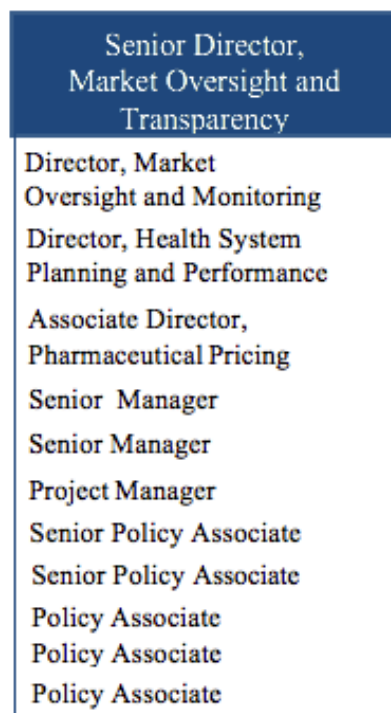 Senior Director,
Market Oversight and
Transparency
Director, Market
Oversight and Monitoring
Director, Health System
Planning and Performance
Associate Director,
Pharmaceutical Pricing
Senior Manager
Senior Manager
Project Manager
Senior Policy Associate
Senior Policy Associate
Policy Associate
Policy Associate
Policy Associate